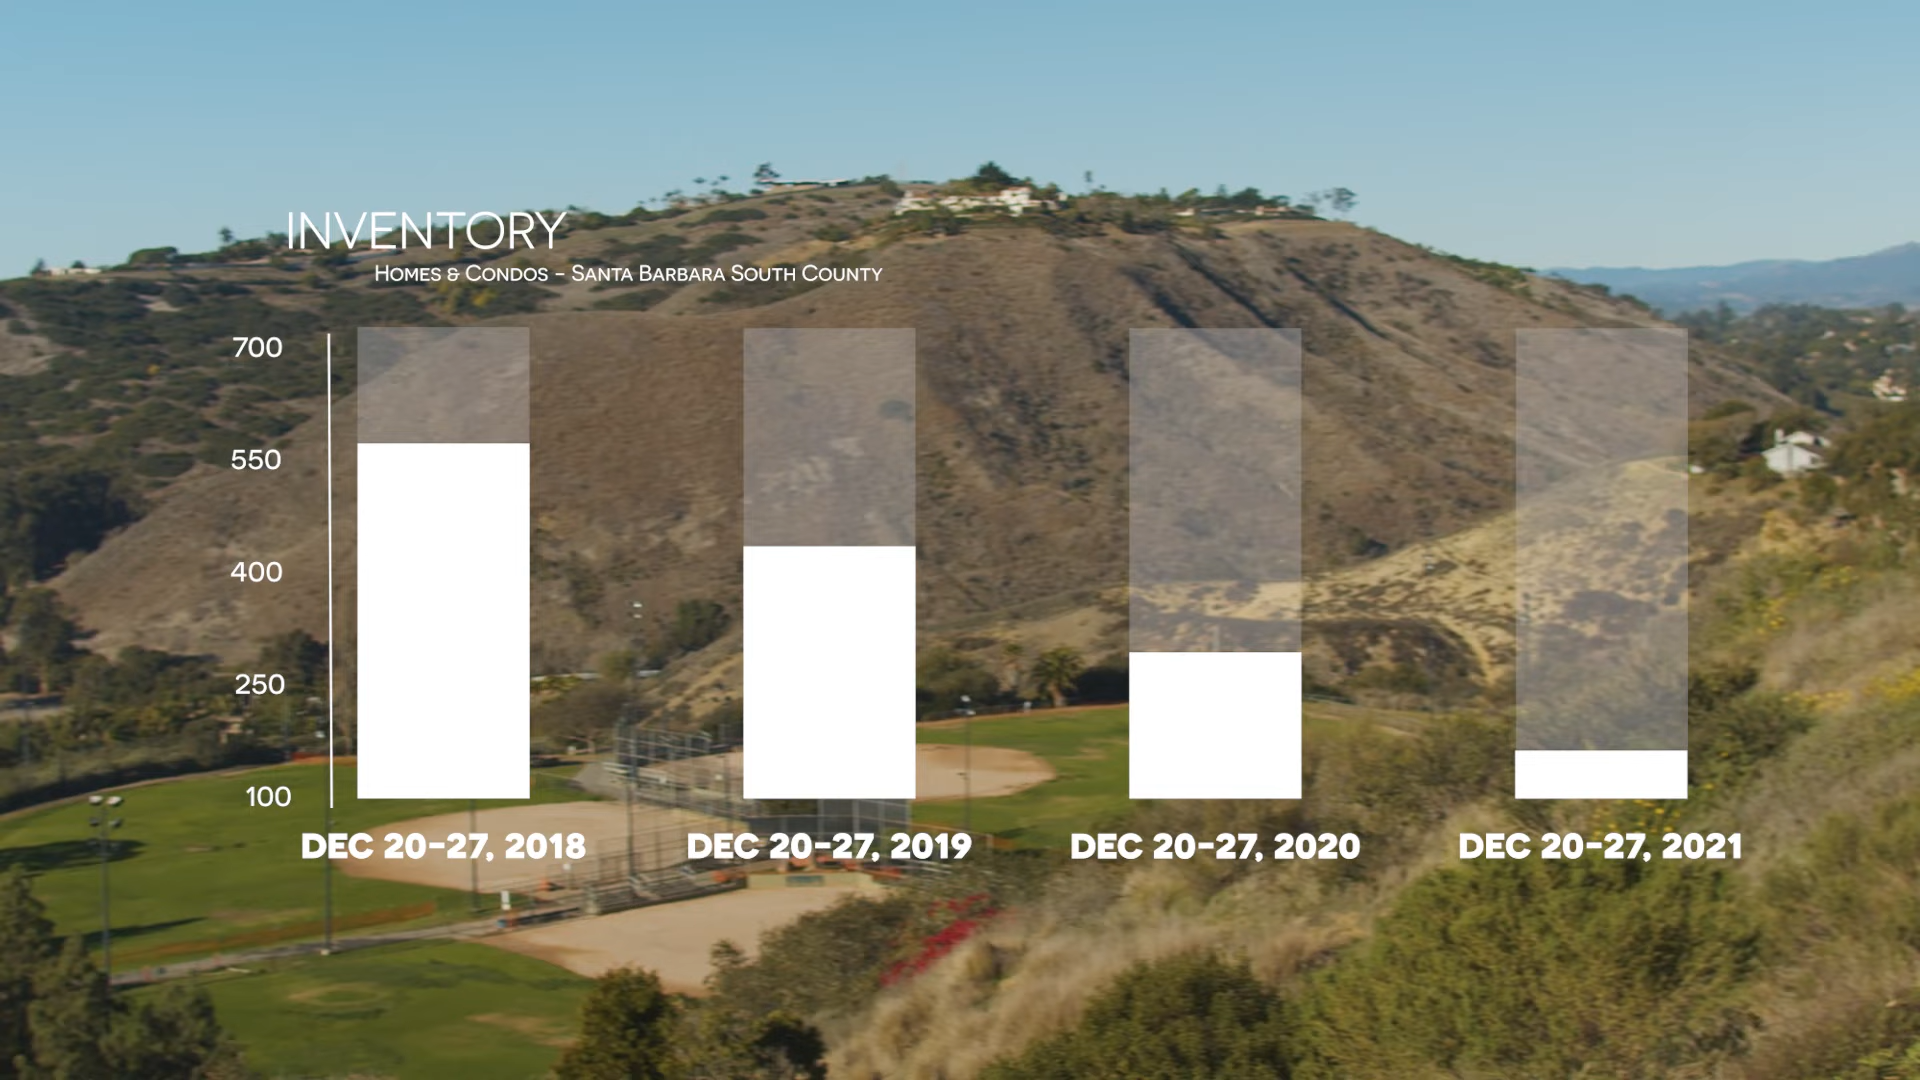 INVENTORY
HOMES & CONDOS - SANTA BARBARA SOUTH COUNTY
700
550
400
250
100
DEC 20-27, 2018
DEC 20-27, 2019
DEC 20-27, 2020
DEC 20-27, 2021